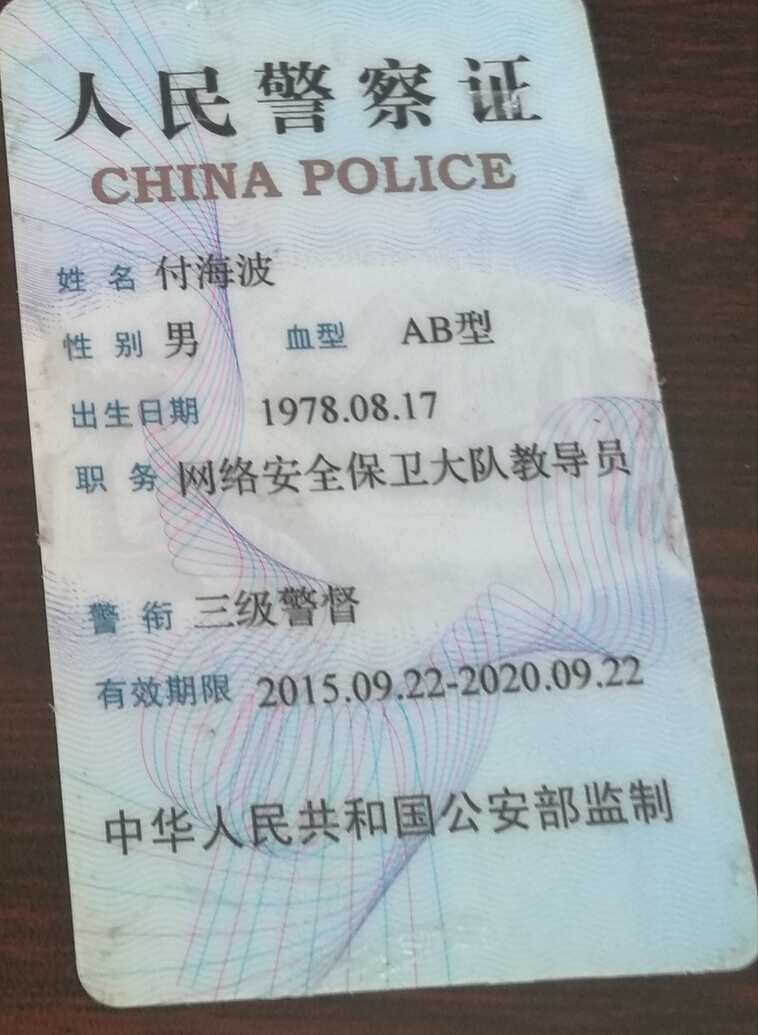 人民警察证
CHINA POLICE
姓 名 付海波
性 别 男 血型 AB型
出生日期 1978.08.17
职 务 网络安全保卫大队教导员
警 衔 三级警督
有效期限 2015.09.22-2020.09.22
中华人民共和国公安部监制